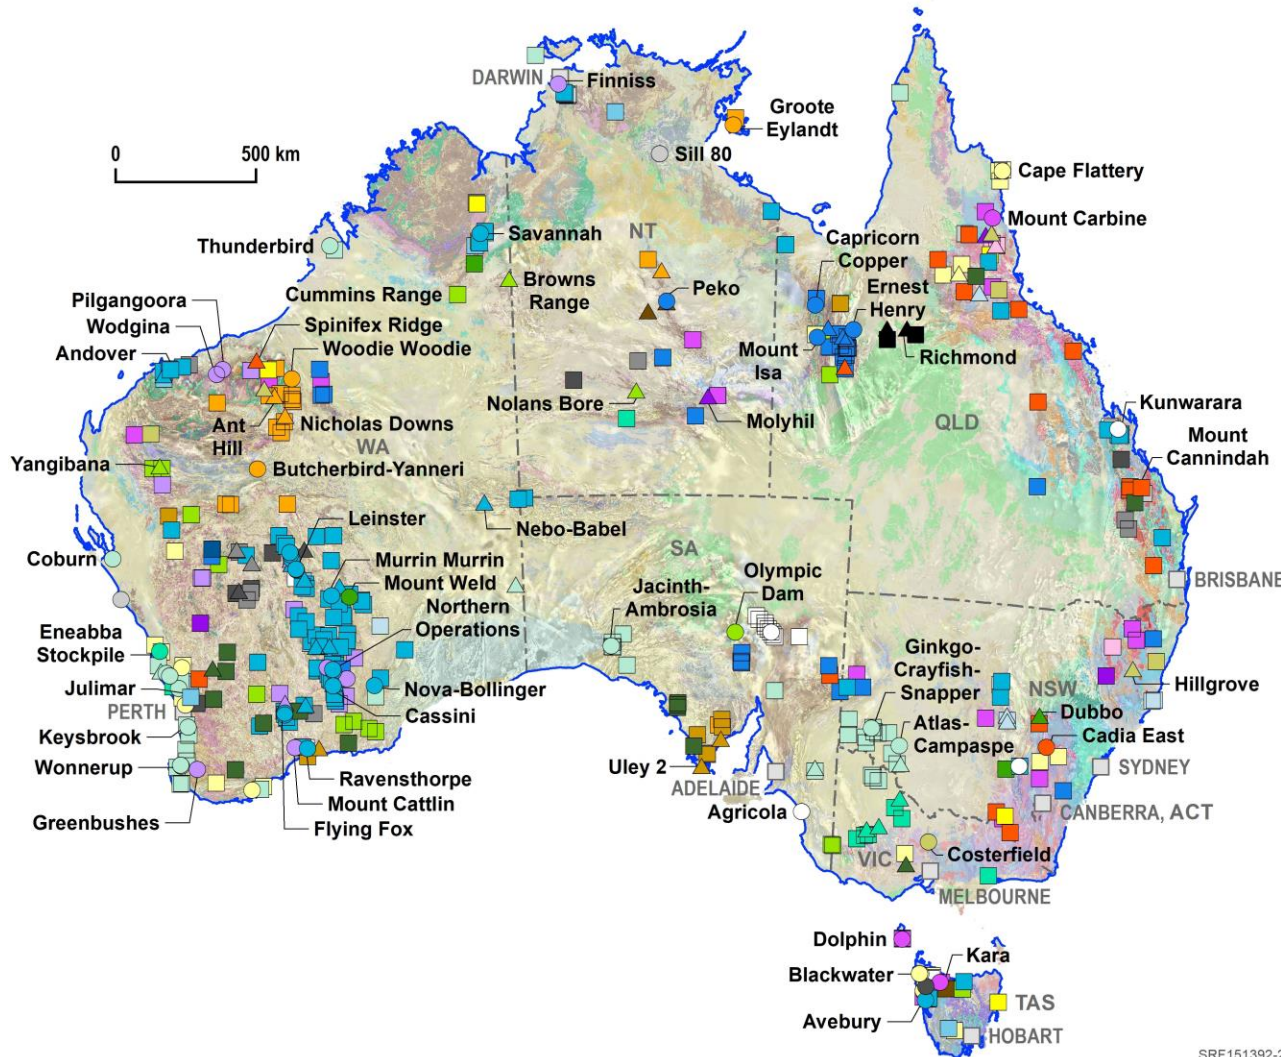 DARWIN
Finniss
Groote
Eylandt
0
500 km
Sill 80
Cape Flattery
Mount Carbine
Thunderbird
Savannah
NT
Capricorn
Copper
Browns
Range
Pilgangoora
Cummins Range
Peko
Ernest
Henry
Wodgina
Spinifex Ridge
Andover
Woodie Woodie
Mount
Isa
Richmond
Nolans Bore
Molyhil
Kunwarara
Ant
Hill
Nicholas Downs
QLD
Mount
Cannindah
WA
Yangibana
Butcherbird-Yanneri
Leinster
Nebo-Babel
Coburn
Murrin Murrin
SA
Mount Weld
Jacinth-
Ambrosia
Olympic
Dam
BRISBANE
Northern
Operations
Eneabba
Stockpile
Ginkgo-
Crayfish-
Snapper
Julimar
Nova-Bollinger
NSW
Hillgrove
PERTH
Cassini
Dubbo
Keysbrook
Atlas-
Campaspe
Cadia East
Wonnerup
Uley 2
SYDNEY
Ravensthorpe
ADELAIDE
Mount Cattlin
Agricola
CANBERRA, ACT
Greenbushes
Flying Fox
VIC
Costerfield
MELBOURNE
Dolphin
Kara
Blackwater
TAS
Avebury
HOBART